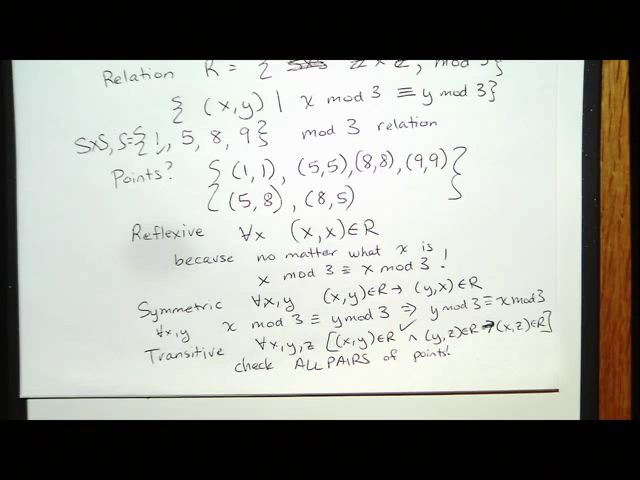 Relation R = { Z x Z, mod 3}
{ (x,y) | x mod 3 ≡ y mod 3}
SxS, S={1, 5, 8, 9} mod 3 relation
Points? { (1,1), (5,5), (8,8), (9,9)
(5,8), (8,5) }
Reflexive ∀x (x,x)∈R
because no matter what x is
x mod 3 ≡ x mod 3 !
Symmetric ∀x,y (x,y)∈R → (y,x)∈R
∀x,y x mod 3 ≡ y mod 3 ⇒ y mod 3 ≡ x mod 3
Transitive ∀x,y,z [(x,y)∈R ✓ ∧ (y,z)∈R → (x,z)∈R]
check ALL PAIRS of points!